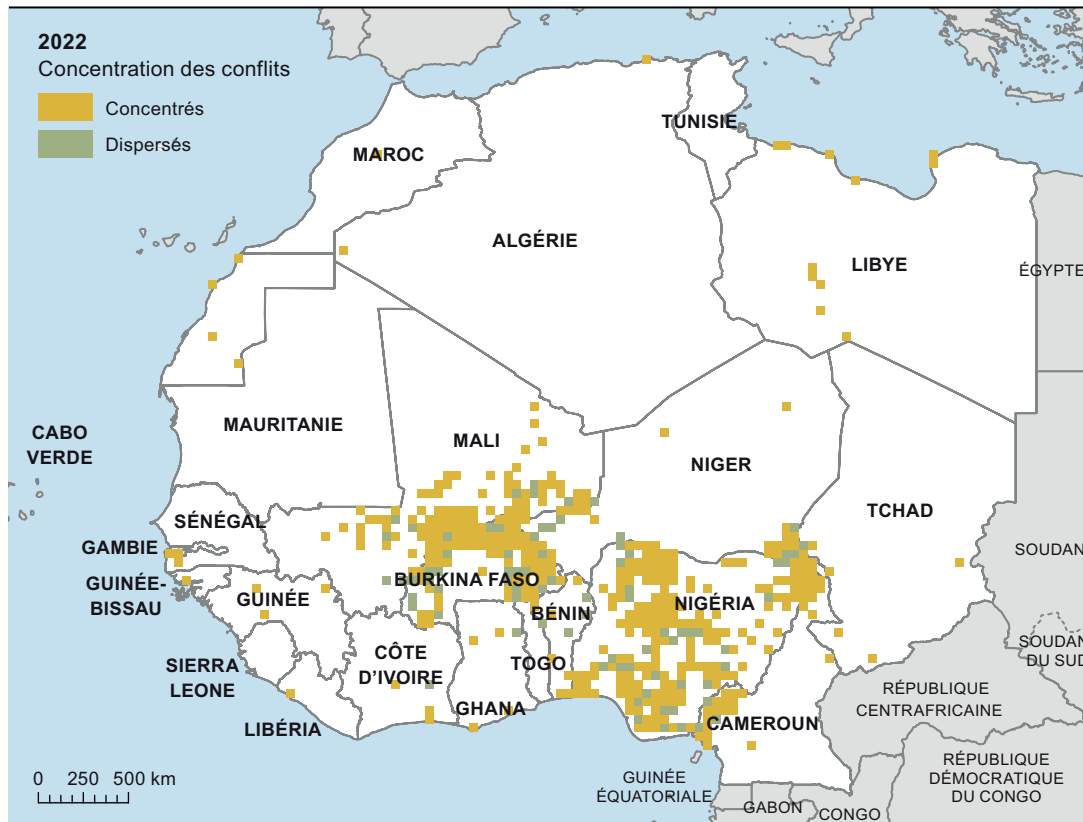 2022
Concentration des conflits
Concentrés
Dispersés
TUNISIE
MAROC
ALGÉRIE
LIBYE
ÉGYPTE
CABO
VERDE
MAURITANIE
MALI
NIGER
TCHAD
SÉNÉGAL
GAMBIE
SOUDAN
GUINÉE-
BISSAU
GUINÉE
BURKINA FASO
BÉNIN
NIGÉRIA
SIERRA
LEONE
CÔTE
D'IVOIRE
TOGO
SOUDAN
DU SUD
LIBÉRIA
GHANA
CAMEROUN
RÉPUBLIQUE
CENTRAFRICAINE
0 250 500 km
GUINÉE
ÉQUATORIALE
GABON
CONGO
RÉPUBLIQUE
DÉMOCRATIQUE
DU CONGO